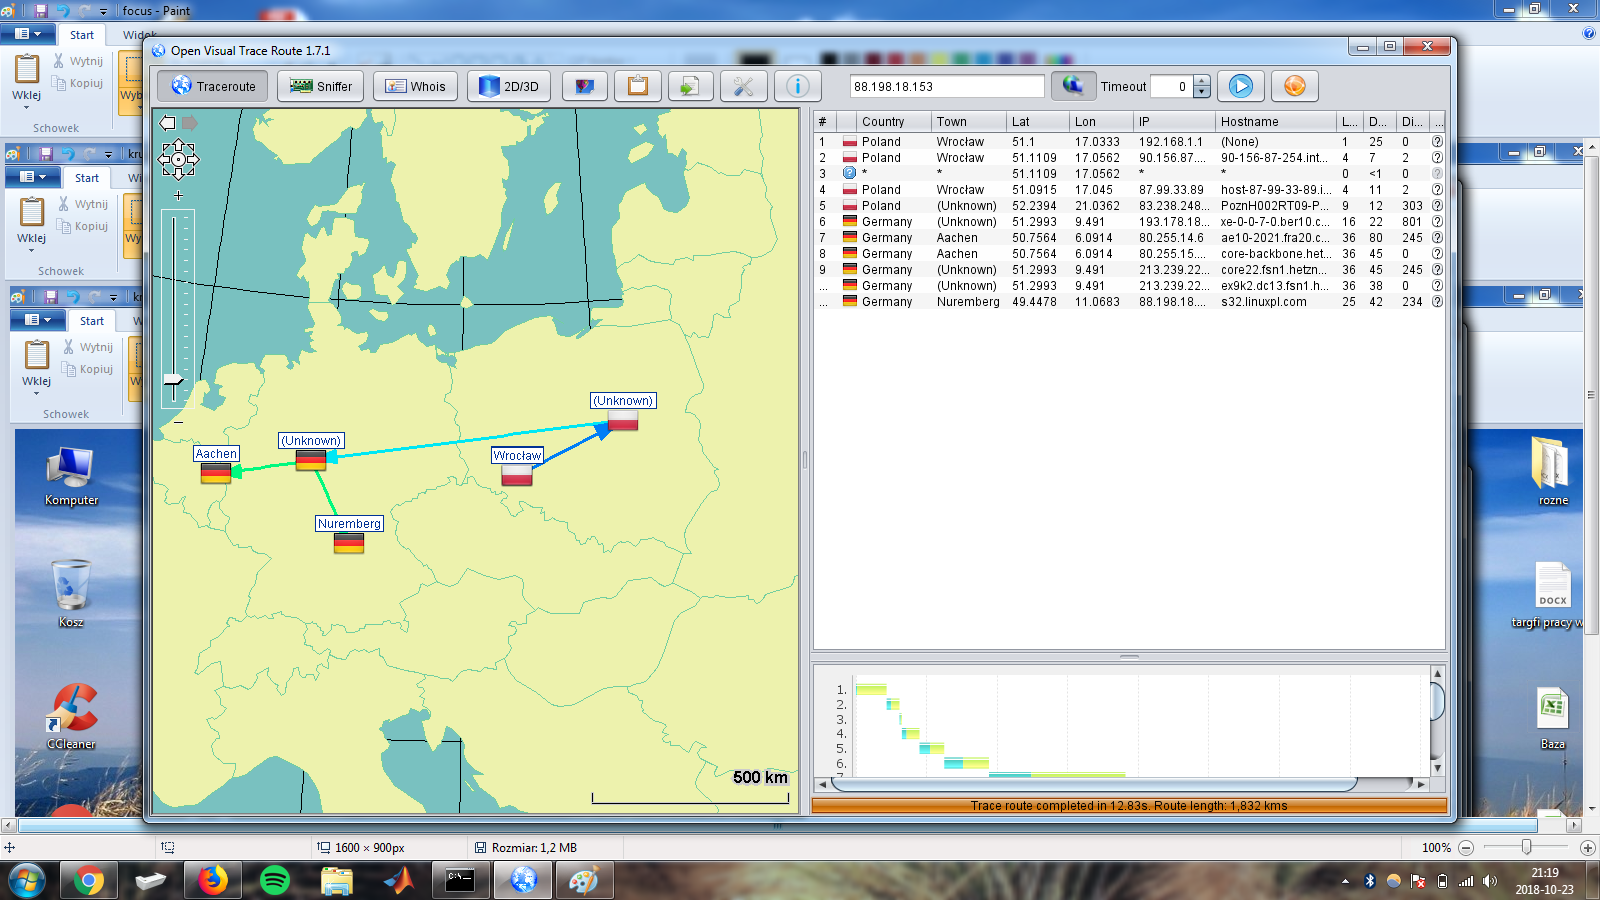 focus - Paint
Start
Widok
Wklej
Wytnij
Kopiuj
Schowek
Start
Wklej
Wytnij
Kopiuj
Schowek
Start
Wklej
Wytnij
Kopiuj
Schowek
Open Visual Trace Route 1.7.1
Traceroute Sniffer Whois 2D/3D 88.198.18.153 Timeout 0
# Country Town Lat Lon IP Hostname L... D... Di... ...
1 Poland Wrocław 51.1 17.0333 192.168.1.1 (None) 1 25 0
2 Poland Wrocław 51.1109 17.0562 90.156.87.... 90-156-87-254.int... 4 7 2
3 * * 51.1109 17.0562 * * 0 <1 0
4 Poland Wrocław 51.0915 17.045 87.99.33.89 host-87-99-33-89.i... 4 11 2
5 Poland (Unknown) 52.2394 21.0362 83.238.248... PoznH002RT09-P... 9 12 303
6 Germany (Unknown) 51.2993 9.491 193.178.18... xe-0-0-7-0.ber10.c... 16 22 801
7 Germany Aachen 50.7564 6.0914 80.255.14.6 ae10-2021.fra20.c... 36 80 245
8 Germany Aachen 50.7564 6.0914 80.255.15.... core-backbone.het... 36 45 0
9 Germany (Unknown) 51.2993 9.491 213.239.22... core22.fsn1.hetzn... 36 45 245
... Germany (Unknown) 51.2993 9.491 213.239.22... ex9k2.dc13.fsn1.h... 36 38 0
... Germany Nuremberg 49.4478 11.0683 88.198.18.... s32.linuxpl.com 25 42 234
(Unknown)
(Unknown)
Aachen
Wrocław
Nuremberg
500 km
1.
2.
3.
4.
5.
6.
7.
Trace route completed in 12.83s. Route length: 1,832 kms
Komputer
Kosz
CCleaner
rozne
DOCX
targfi pracy w
Baza
1600 × 900px
Rozmiar: 1,2 MB
100%
21:19
2018-10-23